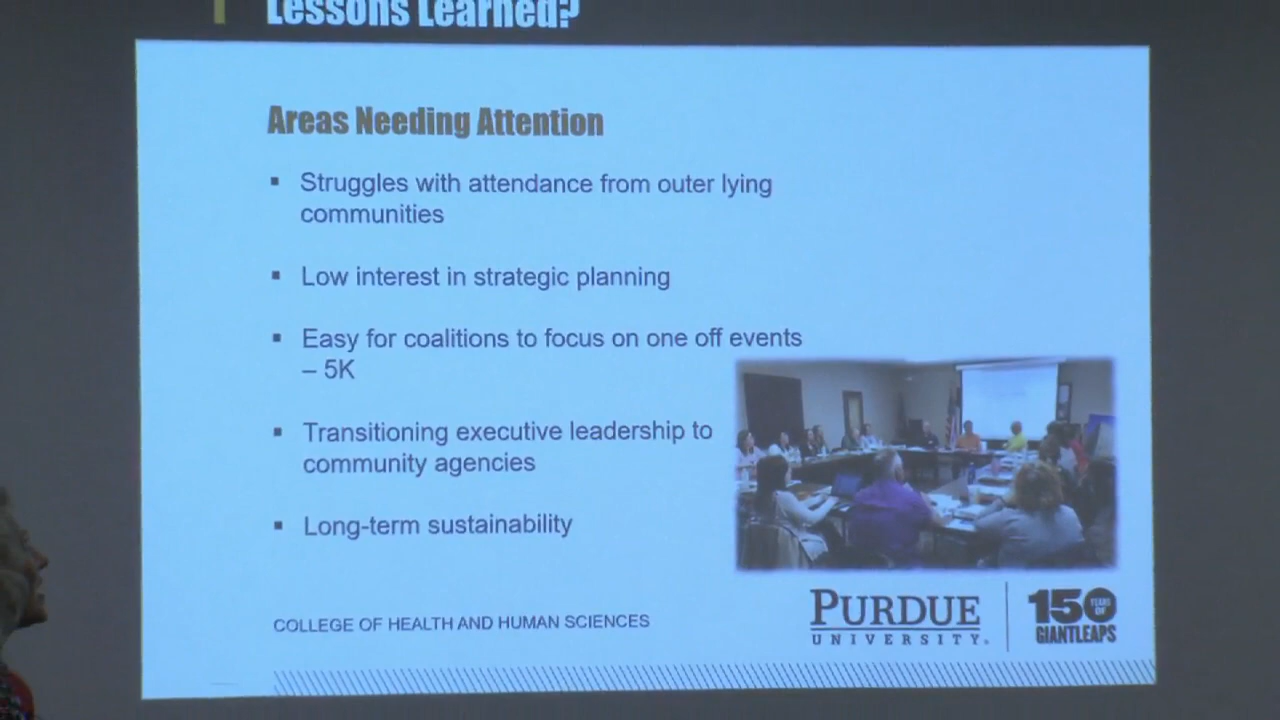 Lessons Learned?
Areas Needing Attention
▪ Struggles with attendance from outer lying
communities
▪ Low interest in strategic planning
▪ Easy for coalitions to focus on one off events
– 5K
▪ Transitioning executive leadership to
community agencies
▪ Long-term sustainability
COLLEGE OF HEALTH AND HUMAN SCIENCES
PURDUE
UNIVERSITY.
150 YEARS OF
GIANT LEAPS